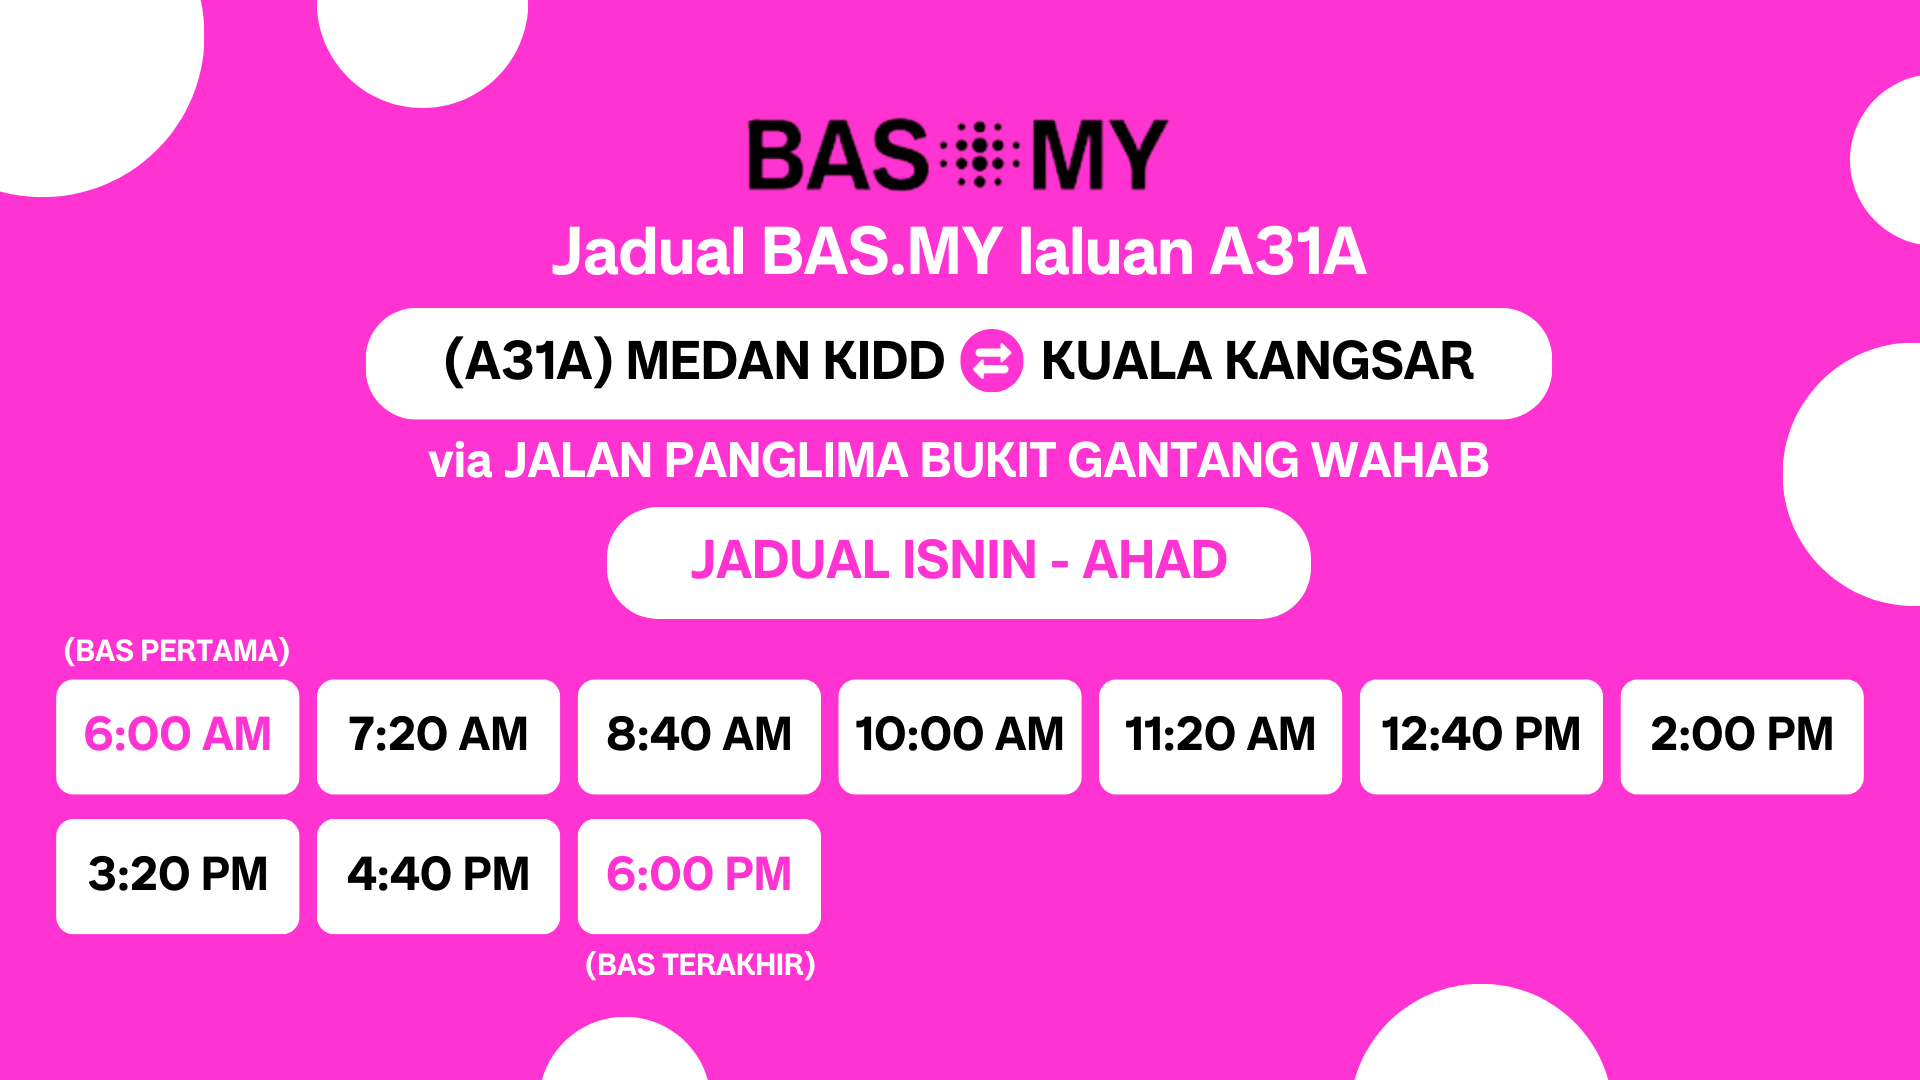 BAS MY
Jadual BAS.MY laluan A31A
(A31A) MEDAN KIDD KUALA KANGSAR
via JALAN PANGLIMA BUKIT GANTANG WAHAB
JADUAL ISNIN - AHAD
(BAS PERTAMA)
6:00 AM 7:20 AM 8:40 AM 10:00 AM 11:20 AM 12:40 PM 2:00 PM
3:20 PM 4:40 PM 6:00 PM
(BAS TERAKHIR)